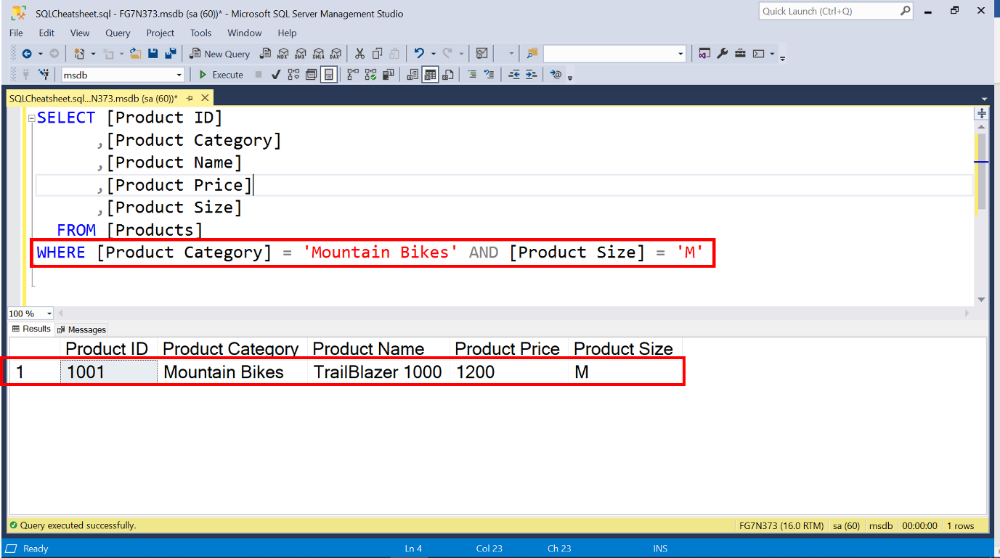 SQLCheatsheet.sql - FG7N373.msdb (sa (60))* - Microsoft SQL Server Management Studio
Quick Launch (Ctrl+Q)
File Edit View Query Project Tools Window Help
New Query MDX DMX XMLA DAX
msdb Execute
SQLCheatsheet.sql...N373.msdb (sa (60))*
SELECT [Product ID]
,[Product Category]
,[Product Name]
,[Product Price]
,[Product Size]
FROM [Products]
WHERE [Product Category] = 'Mountain Bikes' AND [Product Size] = 'M'
100 %
Results Messages
Product ID Product Category Product Name Product Price Product Size
1 1001 Mountain Bikes TrailBlazer 1000 1200 M
Query executed successfully. FG7N373 (16.0 RTM) sa (60) msdb 00:00:00 1 rows
Ready Ln 4 Col 23 Ch 23 INS